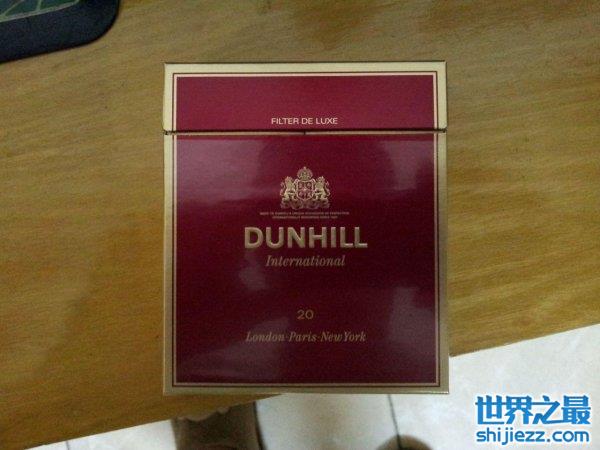 FILTER DE LUXE
DUNHILL
International
20
London·Paris·New York
世界之最
shijiezz.com